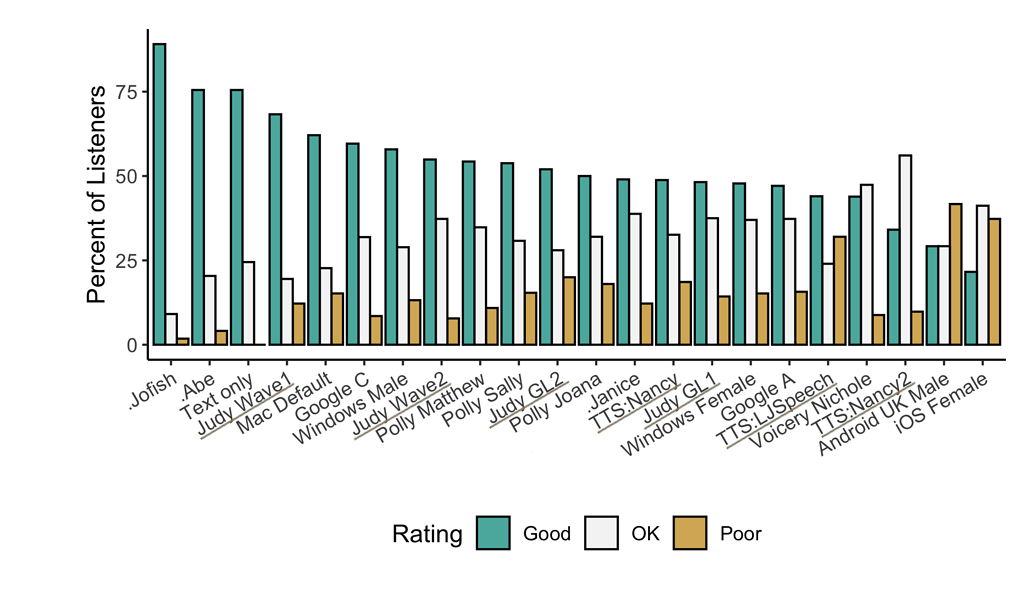 Percent of Listeners
75
50
25
0
.Jofish
.Abe
Text only
Judy Wave1
Mac Default
Google C
Windows Male
Judy Wave2
Polly Matthew
Polly Sally
Judy GL2
Polly Joana
.Janice
TTS:Nancy
Judy GL1
Windows Female
Google A
TTS:LJSpeech
Voicery Nichole
TTS:Nancy2
Android UK Male
iOS Female
Rating Good OK Poor